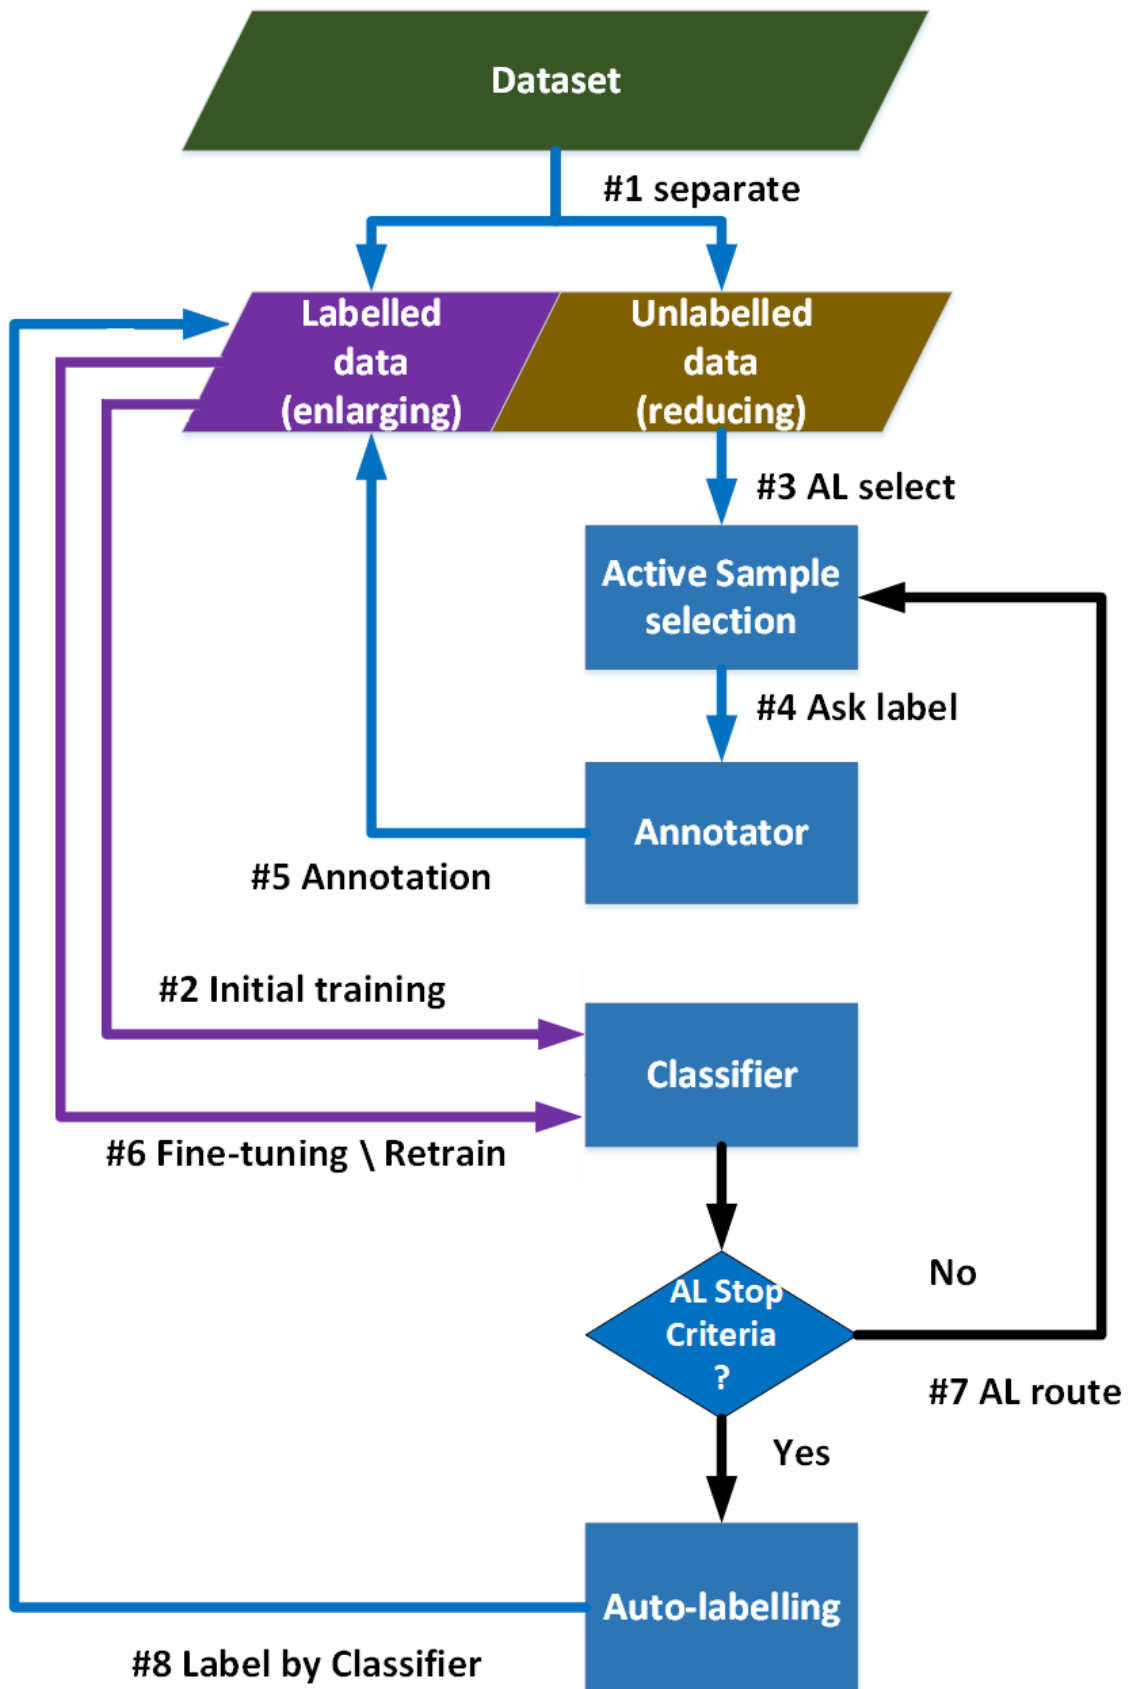 Dataset
#1 separate
Labelled
data
(enlarging)
Unlabelled
data
(reducing)
#3 AL select
Active Sample
selection
#4 Ask label
Annotator
#5 Annotation
#2 Initial training
Classifier
#6 Fine-tuning \ Retrain
AL Stop
Criteria
?
No
#7 AL route
Yes
Auto-labelling
#8 Label by Classifier